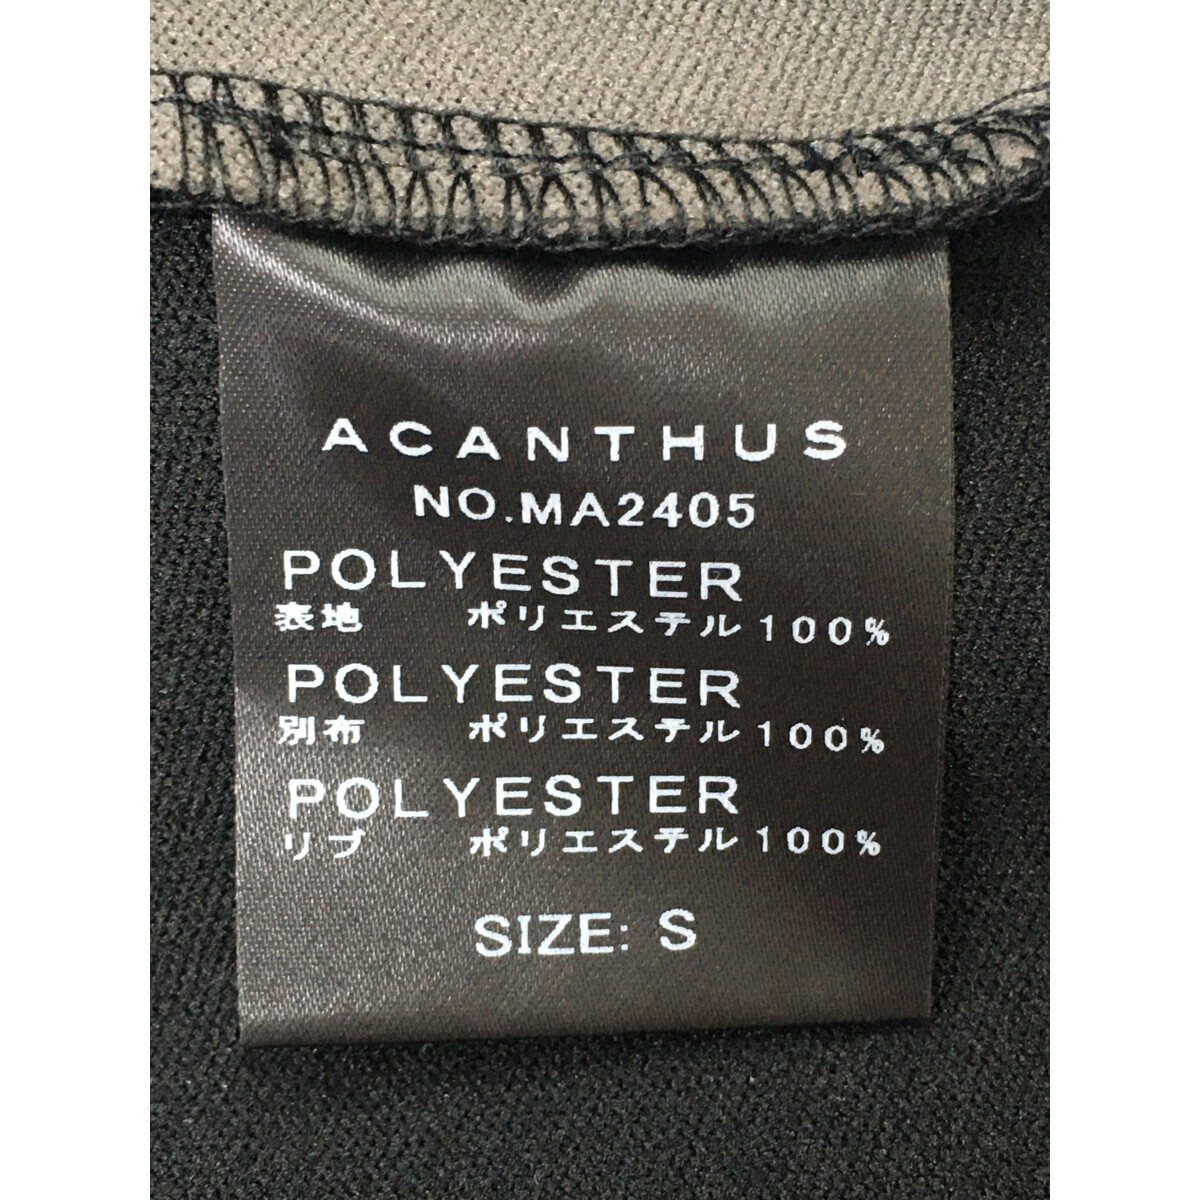 ACANTHUS
NO.MA2405
POLYESTER
表地 ポリエステル100%
POLYESTER
別布 ポリエステル100%
POLYESTER
リブ ポリエステル100%
SIZE: S